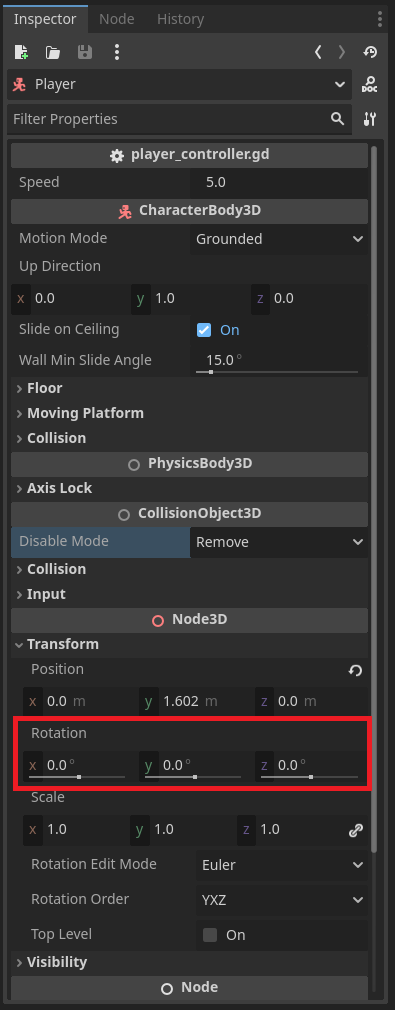 Inspector Node History
Player DOC
Filter Properties
player_controller.gd
Speed 5.0
CharacterBody3D
Motion Mode Grounded
Up Direction
x 0.0 y 1.0 z 0.0
Slide on Ceiling On
Wall Min Slide Angle 15.0 °
Floor
Moving Platform
Collision
PhysicsBody3D
Axis Lock
CollisionObject3D
Disable Mode Remove
Collision
Input
Node3D
Transform
Position
x 0.0 m y 1.602 m z 0.0 m
Rotation
x 0.0 ° y 0.0 ° z 0.0 °
Scale
x 1.0 y 1.0 z 1.0
Rotation Edit Mode Euler
Rotation Order YXZ
Top Level On
Visibility
Node